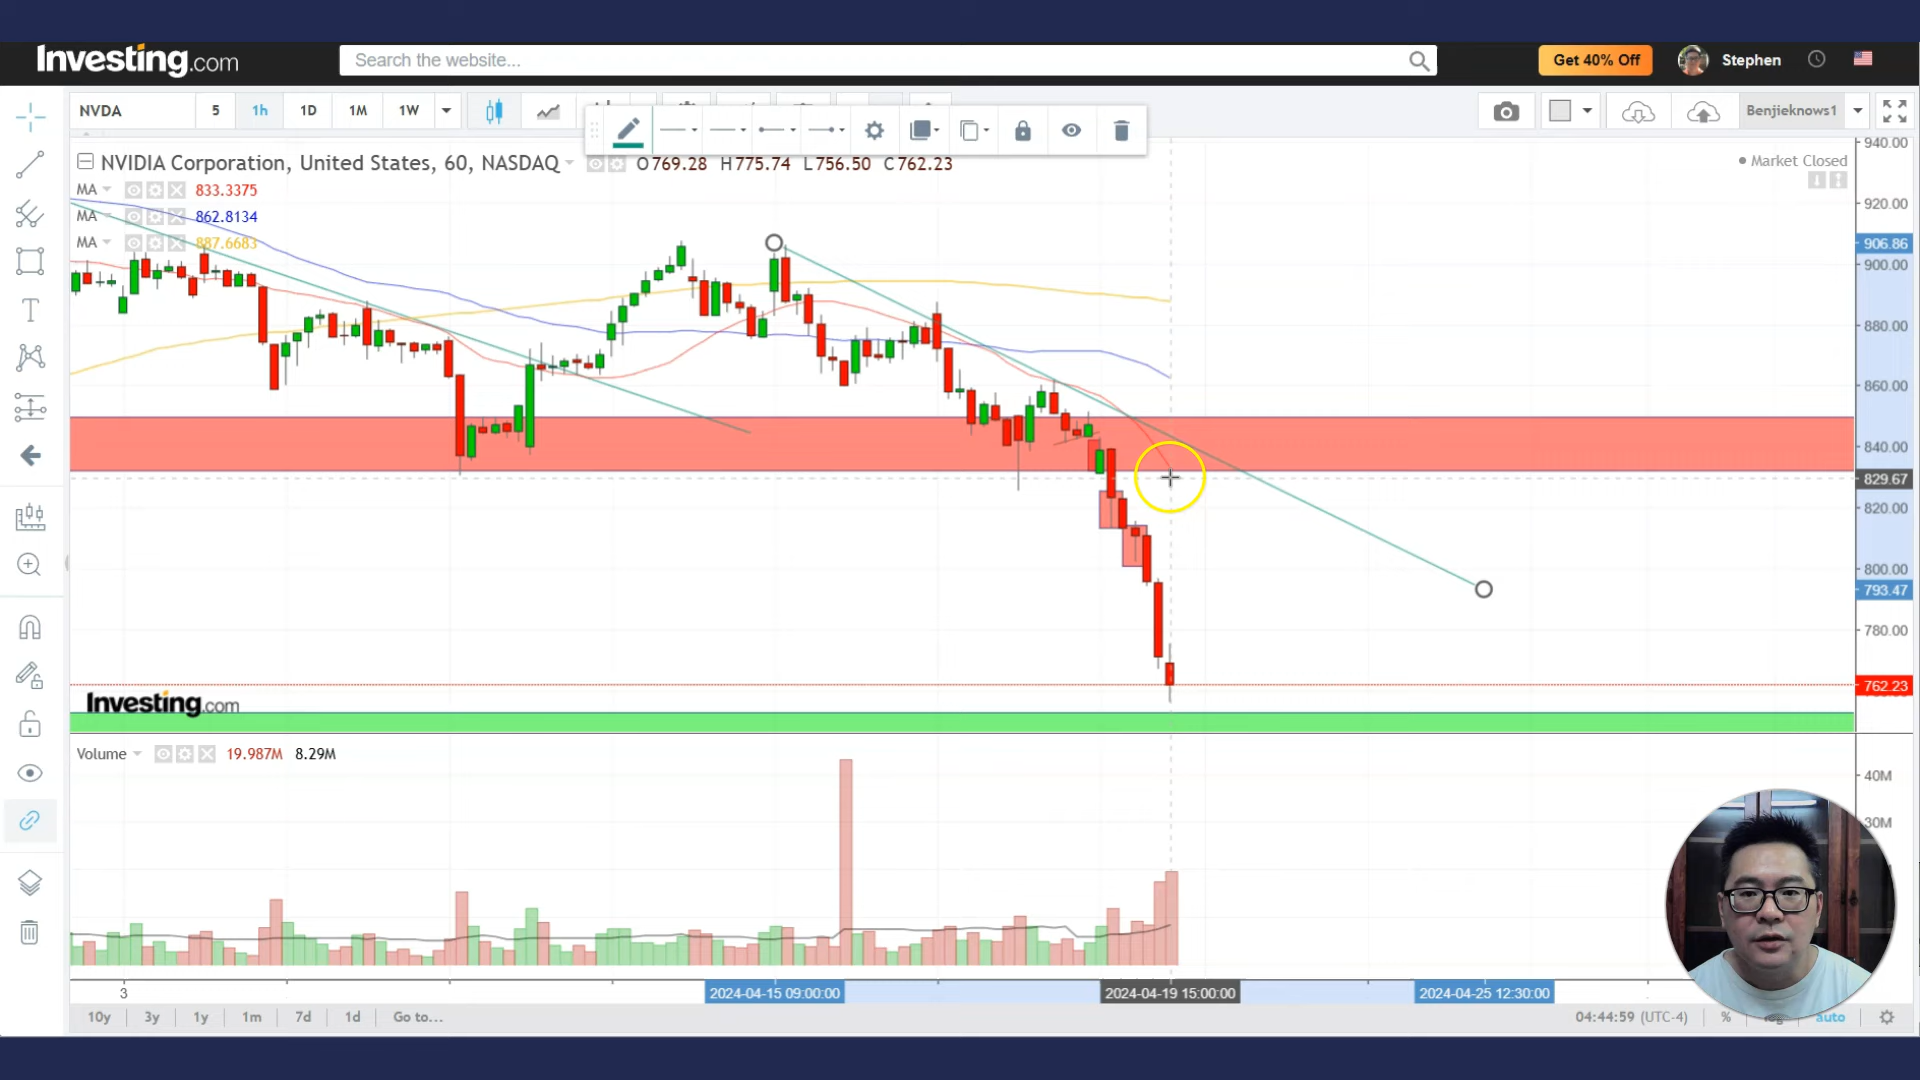 Investing.com
Search the website...
Get 40% Off
Stephen
NVDA 5 1h 1D 1M 1W
Benjieknows1
NVIDIA Corporation, United States, 60, NASDAQ O769.28 H775.74 L756.50 C762.23
Market Closed
MA 833.3375
MA 862.8134
MA 887.6683
940.00
920.00
906.86
900.00
880.00
860.00
840.00
829.67
820.00
800.00
793.47
780.00
762.23
Investing.com
Volume 19.987M 8.29M
40M
30M
3
2024-04-15 09:00:00
2024-04-19 15:00:00
2024-04-25 12:30:00
10y 3y 1y 1m 7d 1d Go to...
04:44:59 (UTC-4) % auto